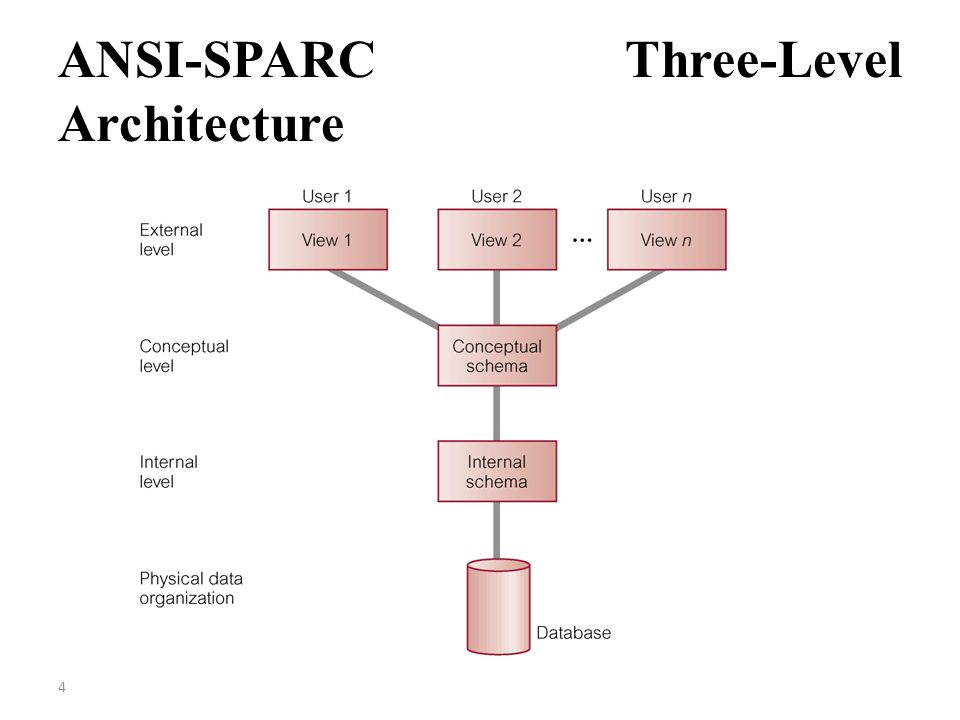 ANSI-SPARC Three-Level
Architecture
User 1 User 2 User n
External
level
View 1 View 2 ... View n
Conceptual
level
Conceptual
schema
Internal
level
Internal
schema
Physical data
organization
Database
4